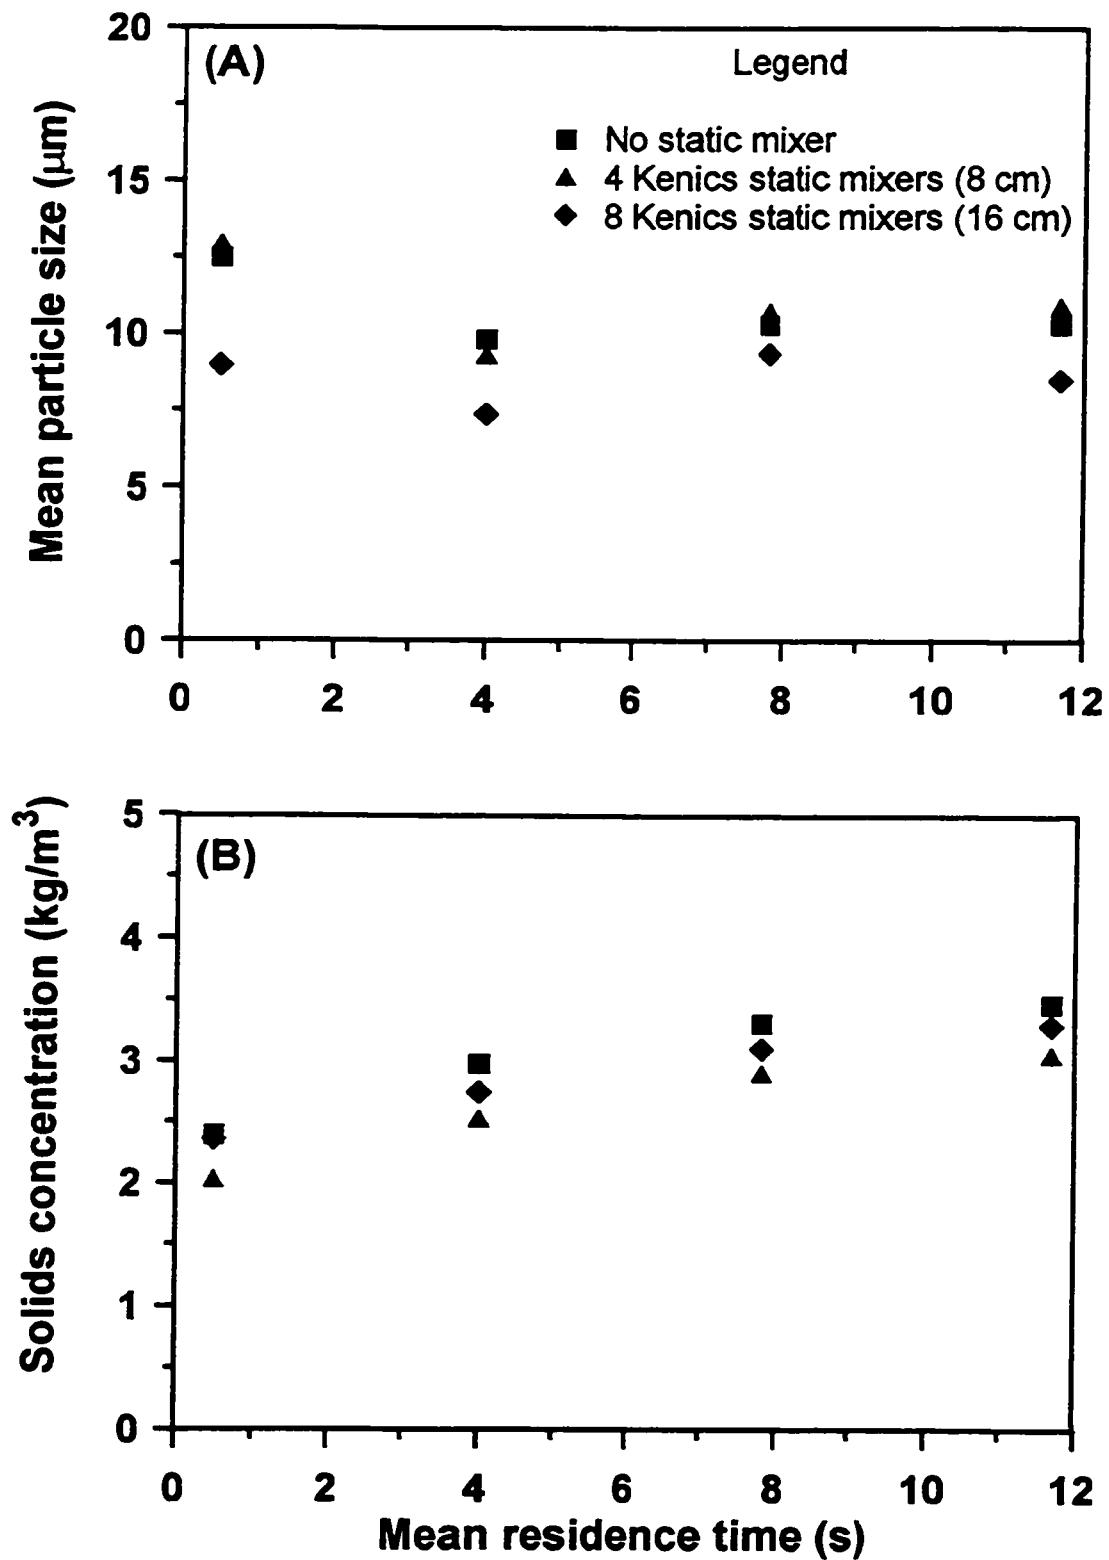 20
(A)
Legend
No static mixer
15
4 Kenics static mixers (8 cm)
8 Kenics static mixers (16 cm)
10
5
0
Mean particle size (μm)
0 2 4 6 8 10 12
5
(B)
4
3
2
1
0
Solids concentration (kg/m³)
0 2 4 6 8 10 12
Mean residence time (s)